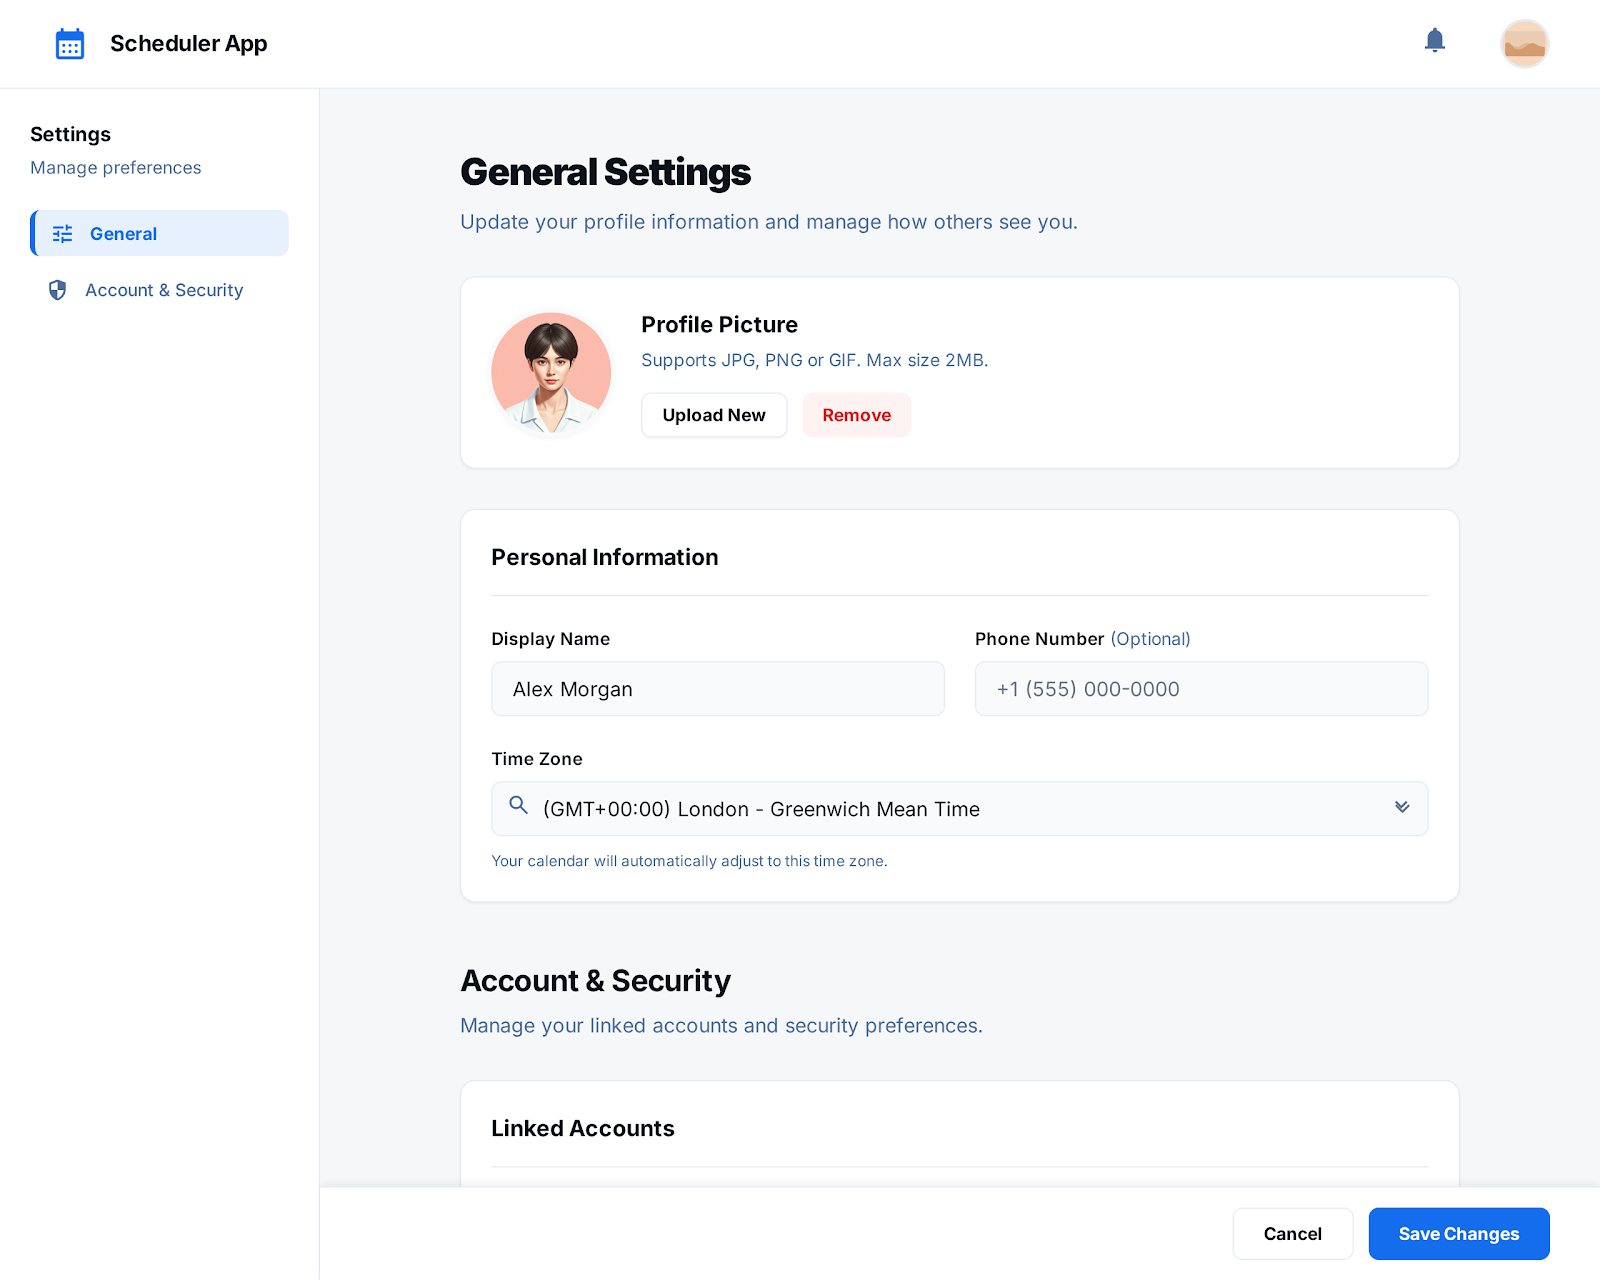 Scheduler App
Settings
Manage preferences
General
Account & Security
General Settings
Update your profile information and manage how others see you.
Profile Picture
Supports JPG, PNG or GIF. Max size 2MB.
Upload New
Remove
Personal Information
Display Name
Phone Number (Optional)
Alex Morgan
+1 (555) 000-0000
Time Zone
(GMT+00:00) London - Greenwich Mean Time
Your calendar will automatically adjust to this time zone.
Account & Security
Manage your linked accounts and security preferences.
Linked Accounts
Cancel
Save Changes